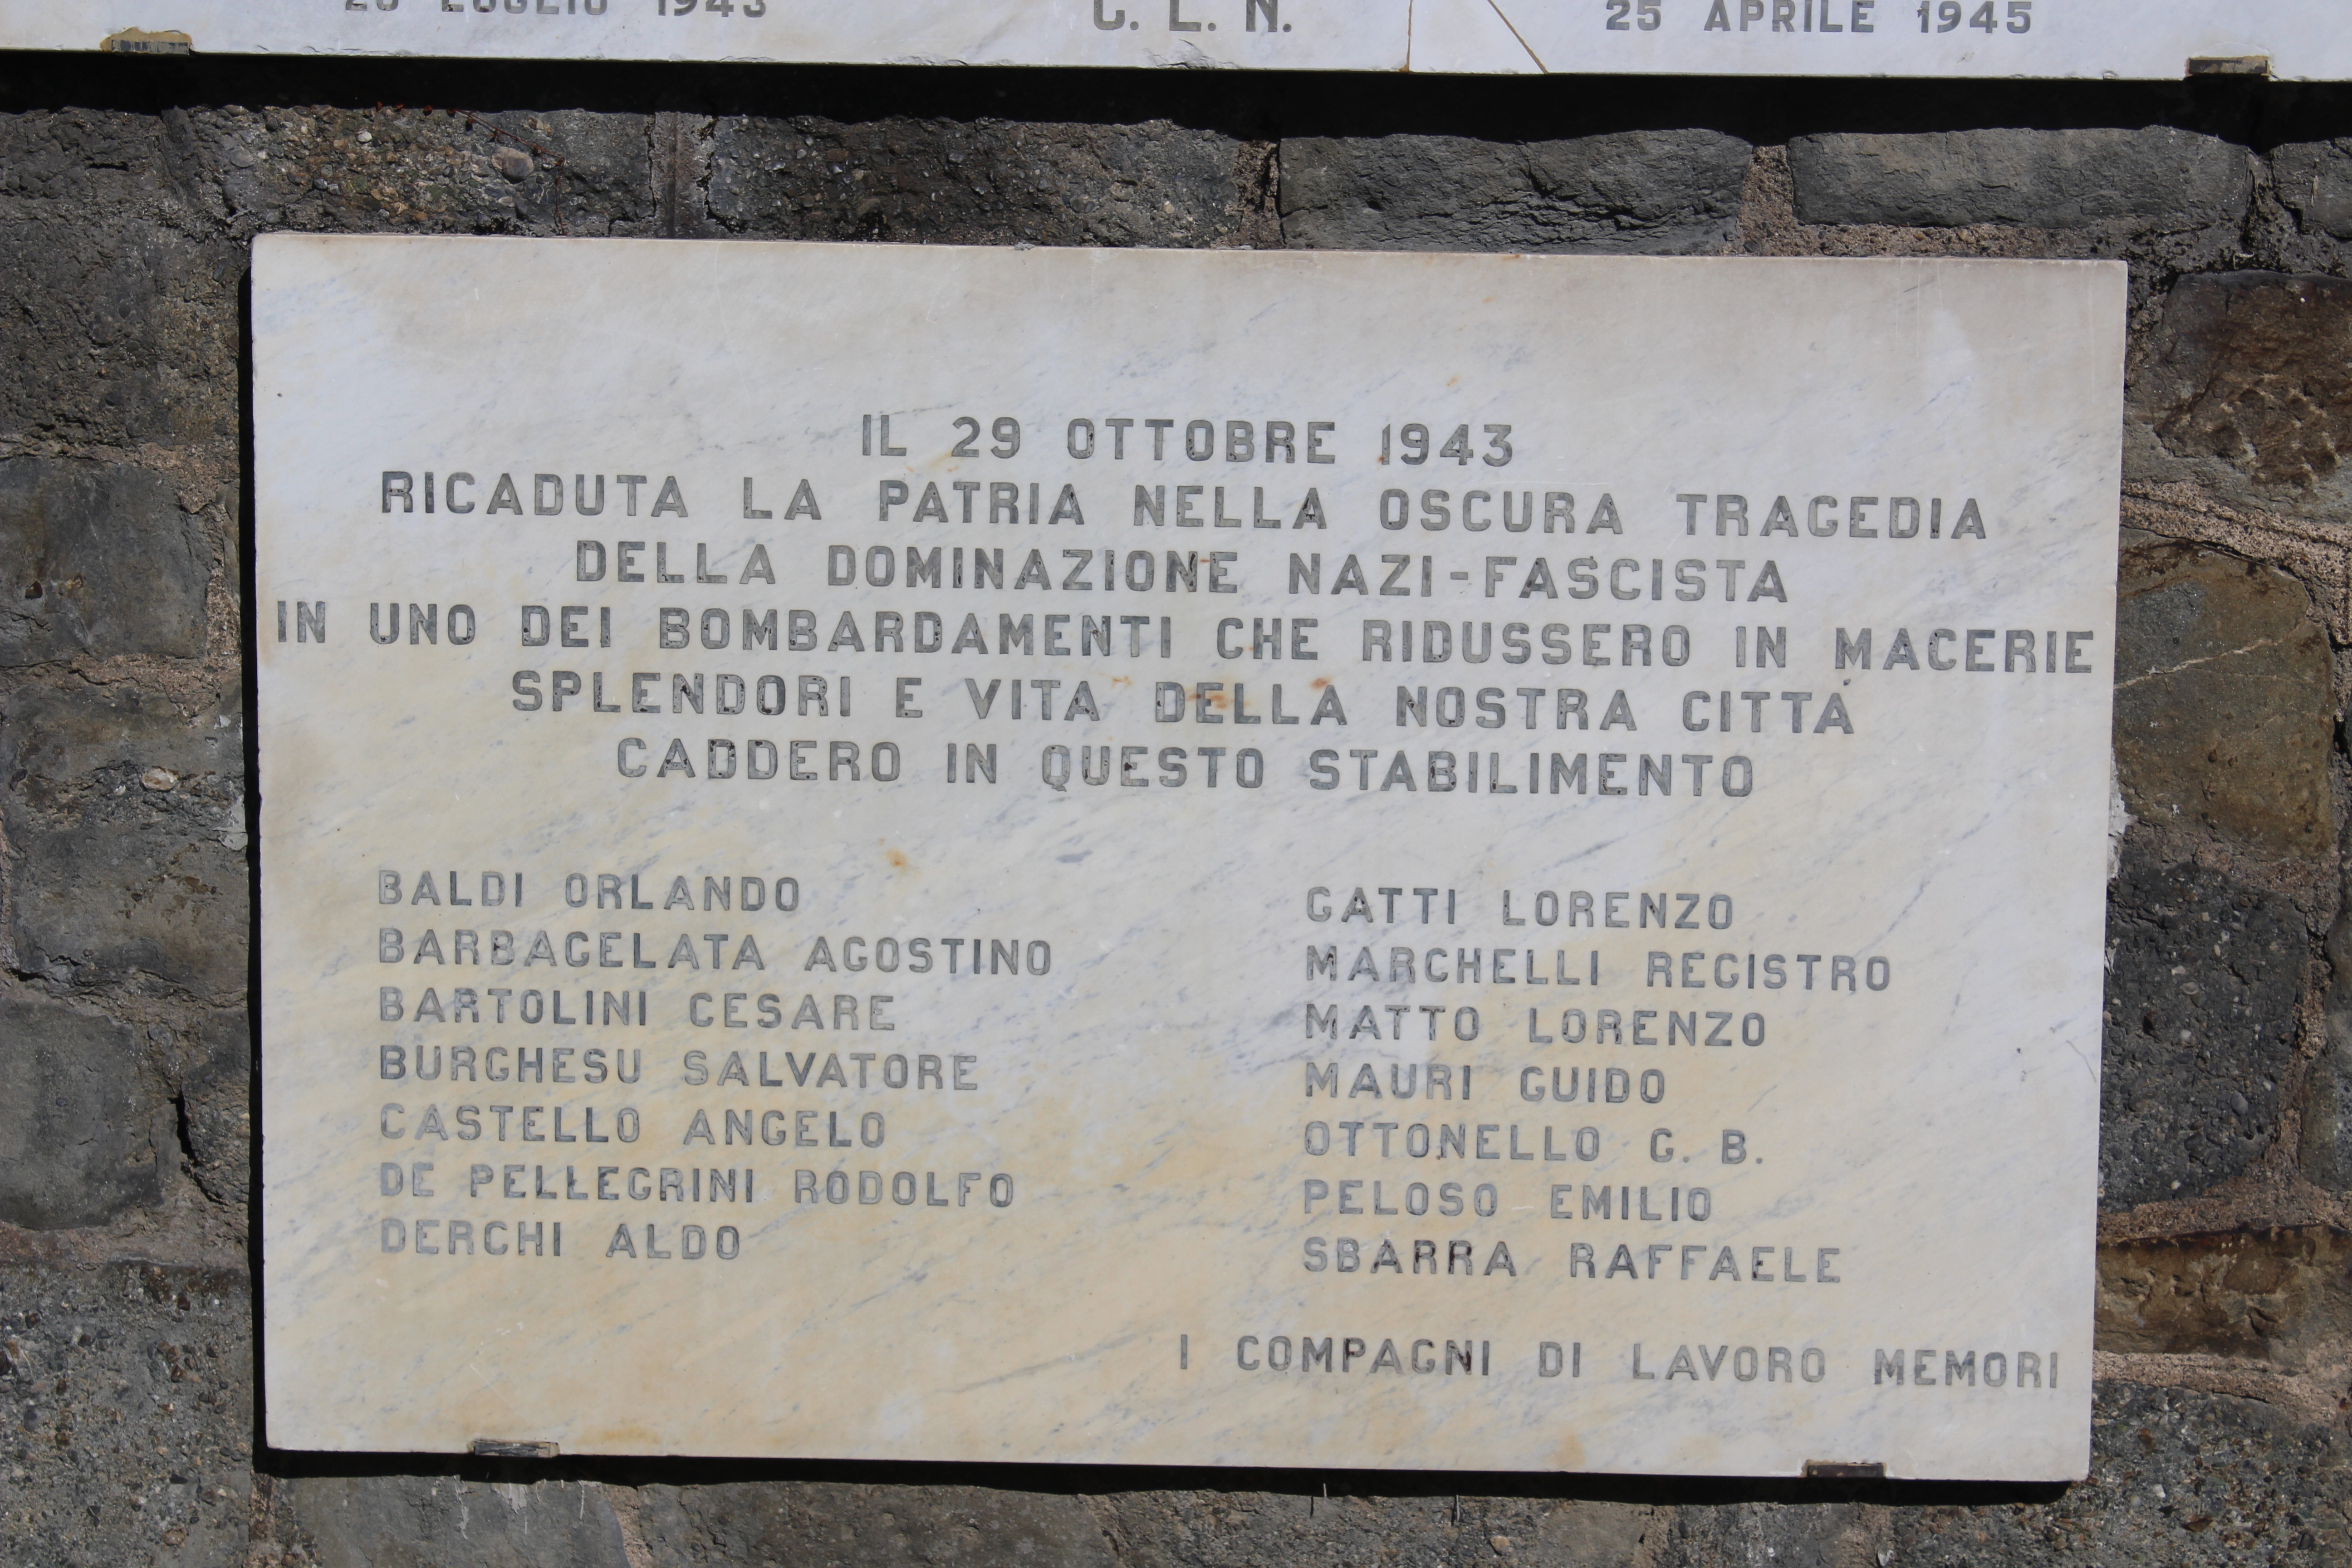 LUGLIO 1943
C. L. N.
25 APRILE 1945
IL 29 OTTOBRE 1943
RICADUTA LA PATRIA NELLA OSCURA TRAGEDIA
DELLA DOMINAZIONE NAZI-FASCISTA
IN UNO DEI BOMBARDAMENTI CHE RIDUSSERO IN MACERIE
SPLENDORI E VITA DELLA NOSTRA CITTÀ
CADDERO IN QUESTO STABILIMENTO
BALDI ORLANDO
BARBAGELATA AGOSTINO
BARTOLINI CESARE
BURGHESU SALVATORE
CASTELLO ANGELO
DE PELLEGRINI RODOLFO
DERCHI ALDO
GATTI LORENZO
MARCHELLI REGISTRO
MATTO LORENZO
MAURI GUIDO
OTTONELLO G. B.
PELOSO EMILIO
SBARRA RAFFAELE
I COMPAGNI DI LAVORO MEMORI